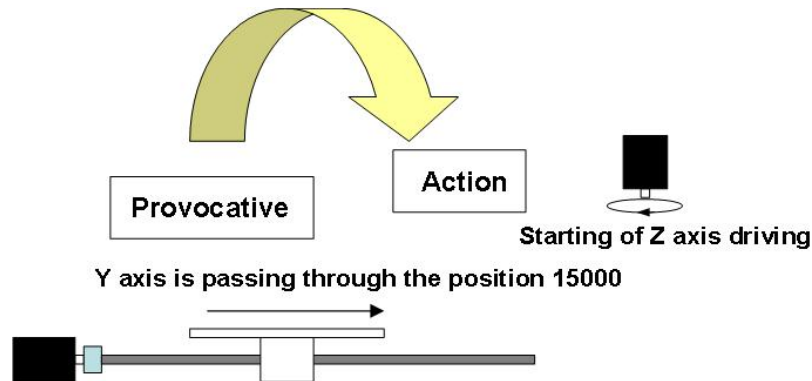 Provocative
Action
Starting of Z axis driving
Y axis is passing through the position 15000